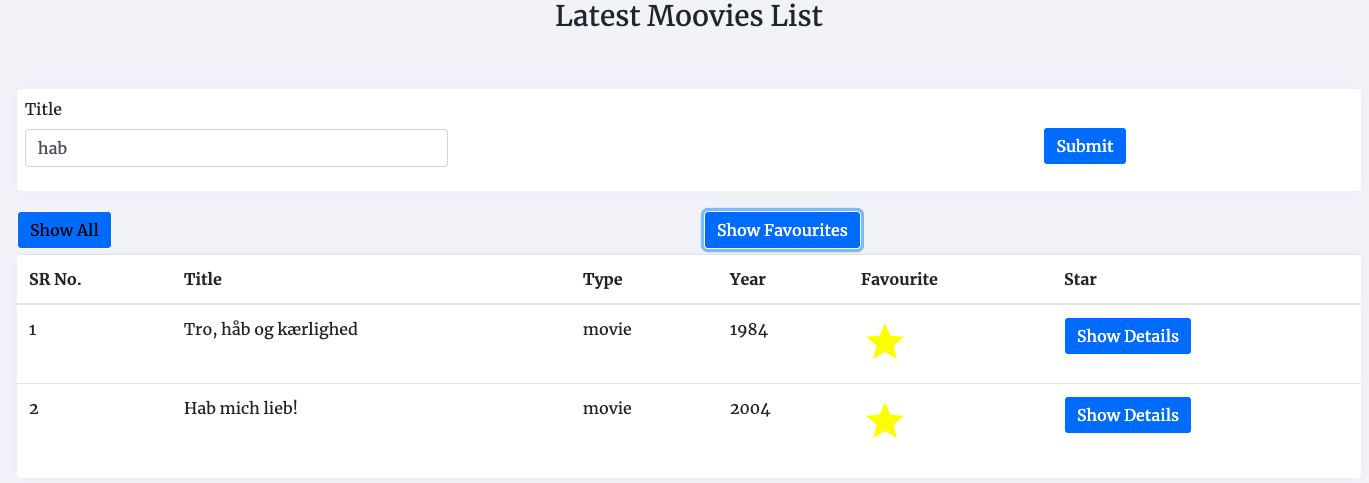 Latest Moovies List
Title
hab
Submit
Show All
Show Favourites
SR No. Title Type Year Favourite Star
1 Tro, håb og kærlighed movie 1984 Show Details
2 Hab mich lieb! movie 2004 Show Details